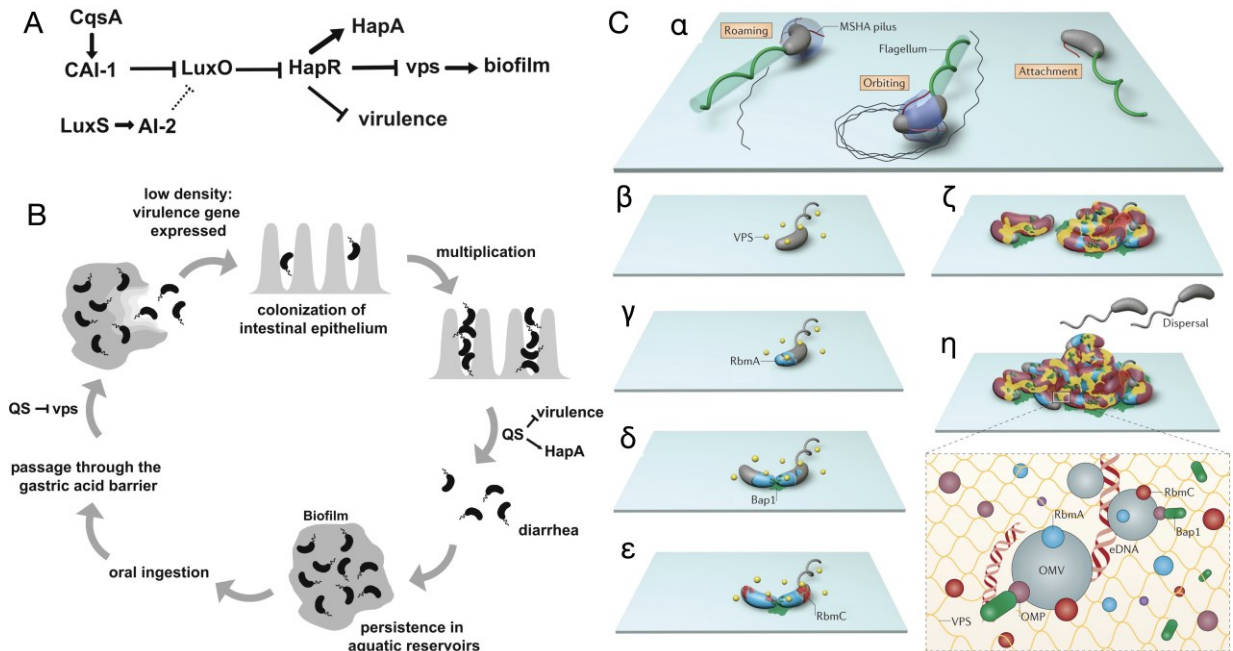 A
CqsA
HapA
CAI-1
LuxO
HapR
vps
biofilm
LuxS
AI-2
virulence
B
low density:
virulence gene
expressed
multiplication
colonization of
intestinal epithelium
QS
vps
virulence
QS
HapA
passage through the
gastric acid barrier
diarrhea
Biofilm
oral ingestion
persistence in
aquatic reservoirs
C
α
Roaming
MSHA pilus
Flagellum
Orbiting
Attachment
β
VPS
γ
RbmA
δ
Bap1
ε
RbmC
ζ
η
Dispersal
RbmC
RbmA
Bap1
eDNA
OMV
VPS
OMP